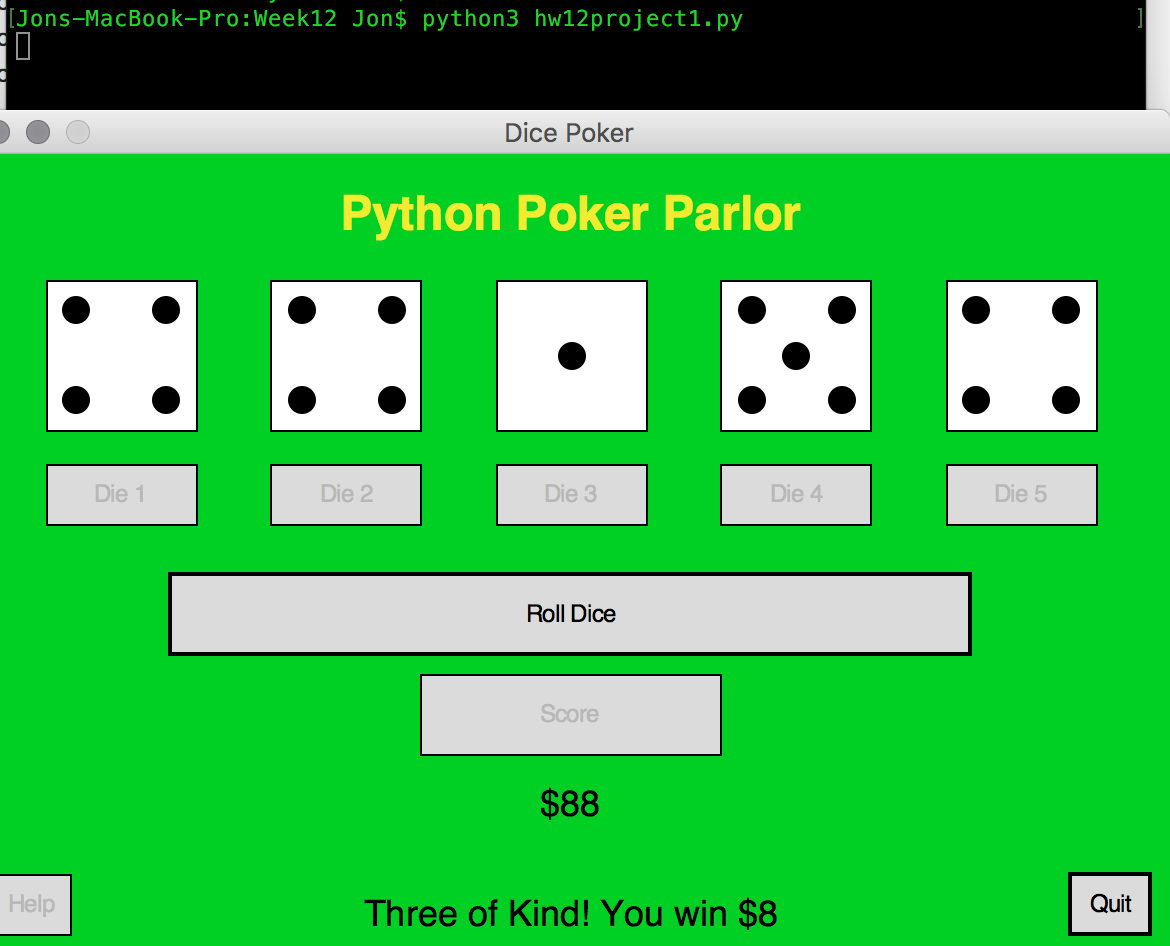 [Jons-MacBook-Pro:Week12 Jon$ python3 hw12project1.py ]
Dice Poker
Python Poker Parlor
Die 1 Die 2 Die 3 Die 4 Die 5
Roll Dice
Score
$88
Help Three of Kind! You win $8 Quit